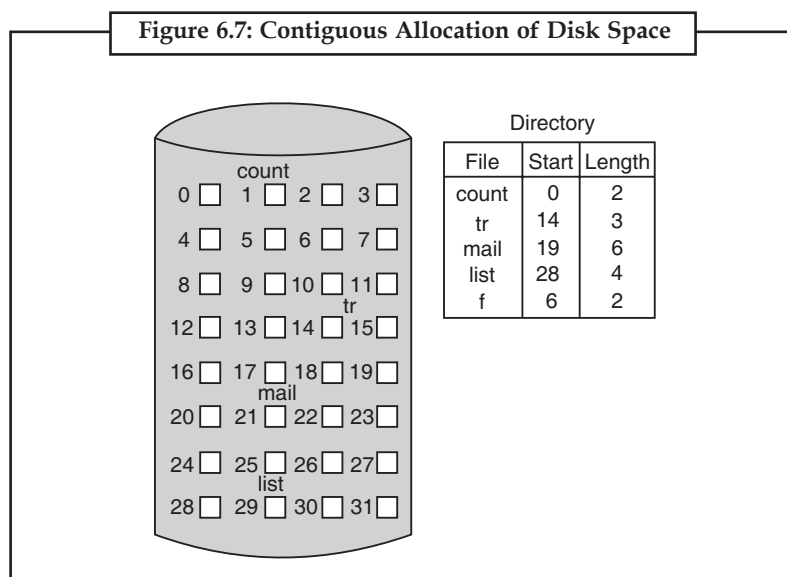 Figure 6.7: Contiguous Allocation of Disk Space
Directory
File Start Length
count 0 2
tr 14 3
mail 19 6
list 28 4
f 6 2
count
0 1 2 3
4 5 6 7
8 9 10 11
tr
12 13 14 15
16 17 18 19
mail
20 21 22 23
24 25 26 27
list
28 29 30 31